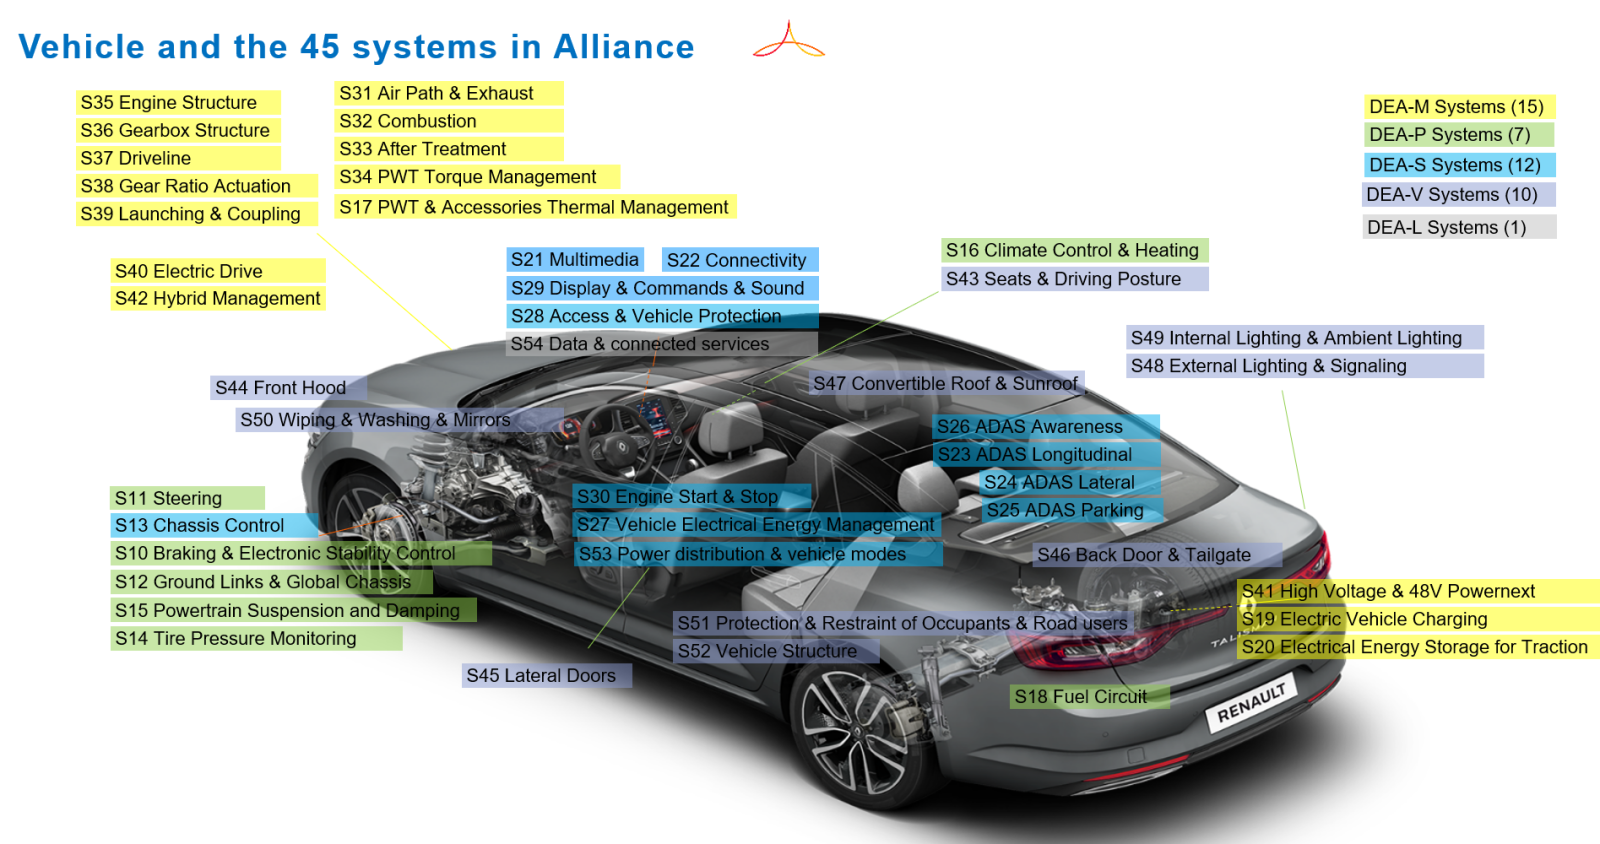 Vehicle and the 45 systems in Alliance
S35 Engine Structure
S36 Gearbox Structure
S37 Driveline
S38 Gear Ratio Actuation
S39 Launching & Coupling
S31 Air Path & Exhaust
S32 Combustion
S33 After Treatment
S34 PWT Torque Management
S17 PWT & Accessories Thermal Management
DEA-M Systems (15)
DEA-P Systems (7)
DEA-S Systems (12)
DEA-V Systems (10)
DEA-L Systems (1)
S40 Electric Drive
S42 Hybrid Management
S21 Multimedia
S22 Connectivity
S29 Display & Commands & Sound
S28 Access & Vehicle Protection
S54 Data & connected services
S16 Climate Control & Heating
S43 Seats & Driving Posture
S49 Internal Lighting & Ambient Lighting
S48 External Lighting & Signaling
S44 Front Hood
S50 Wiping & Washing & Mirrors
S47 Convertible Roof & Sunroof
S26 ADAS Awareness
S23 ADAS Longitudinal
S24 ADAS Lateral
S25 ADAS Parking
S11 Steering
S13 Chassis Control
S10 Braking & Electronic Stability Control
S12 Ground Links & Global Chassis
S15 Powertrain Suspension and Damping
S14 Tire Pressure Monitoring
S30 Engine Start & Stop
S27 Vehicle Electrical Energy Management
S53 Power distribution & vehicle modes
S46 Back Door & Tailgate
S41 High Voltage & 48V Powernext
S19 Electric Vehicle Charging
S20 Electrical Energy Storage for Traction
S51 Protection & Restraint of Occupants & Road users
S52 Vehicle Structure
S45 Lateral Doors
S18 Fuel Circuit
RENAULT